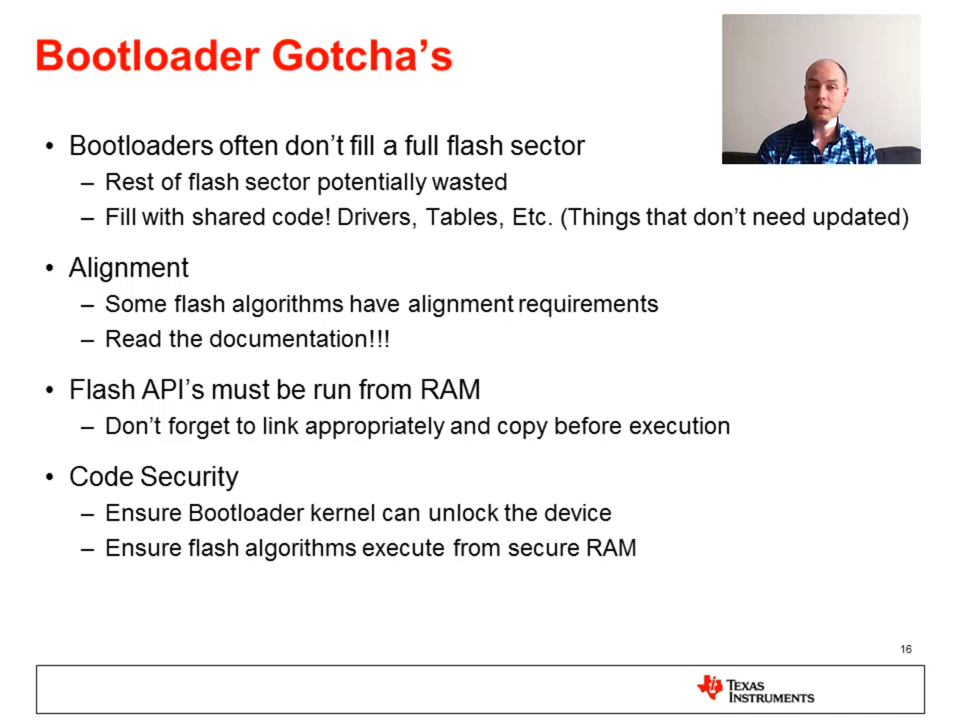 Bootloader Gotcha's
• Bootloaders often don't fill a full flash sector
– Rest of flash sector potentially wasted
– Fill with shared code! Drivers, Tables, Etc. (Things that don't need updated)
• Alignment
– Some flash algorithms have alignment requirements
– Read the documentation!!!
• Flash API's must be run from RAM
– Don't forget to link appropriately and copy before execution
• Code Security
– Ensure Bootloader kernel can unlock the device
– Ensure flash algorithms execute from secure RAM
16
TEXAS
INSTRUMENTS